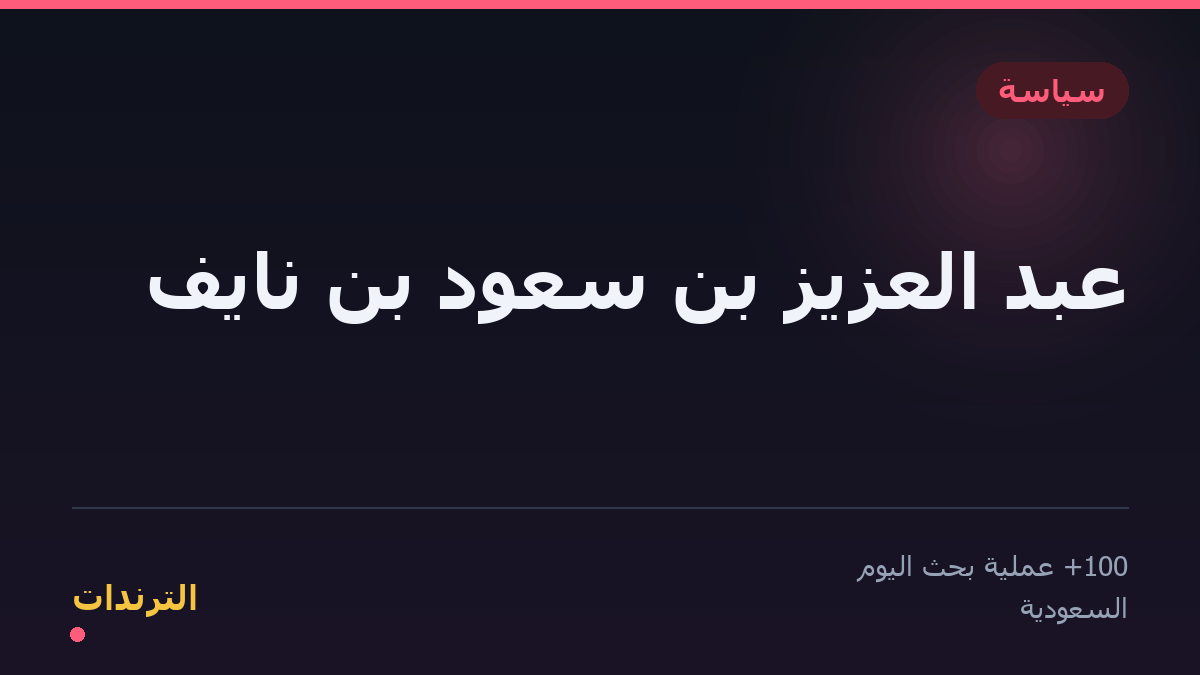 سياسة
عبد العزيز بن سعود بن نايف
100+ عملية بحث اليوم
السعودية
الترندات